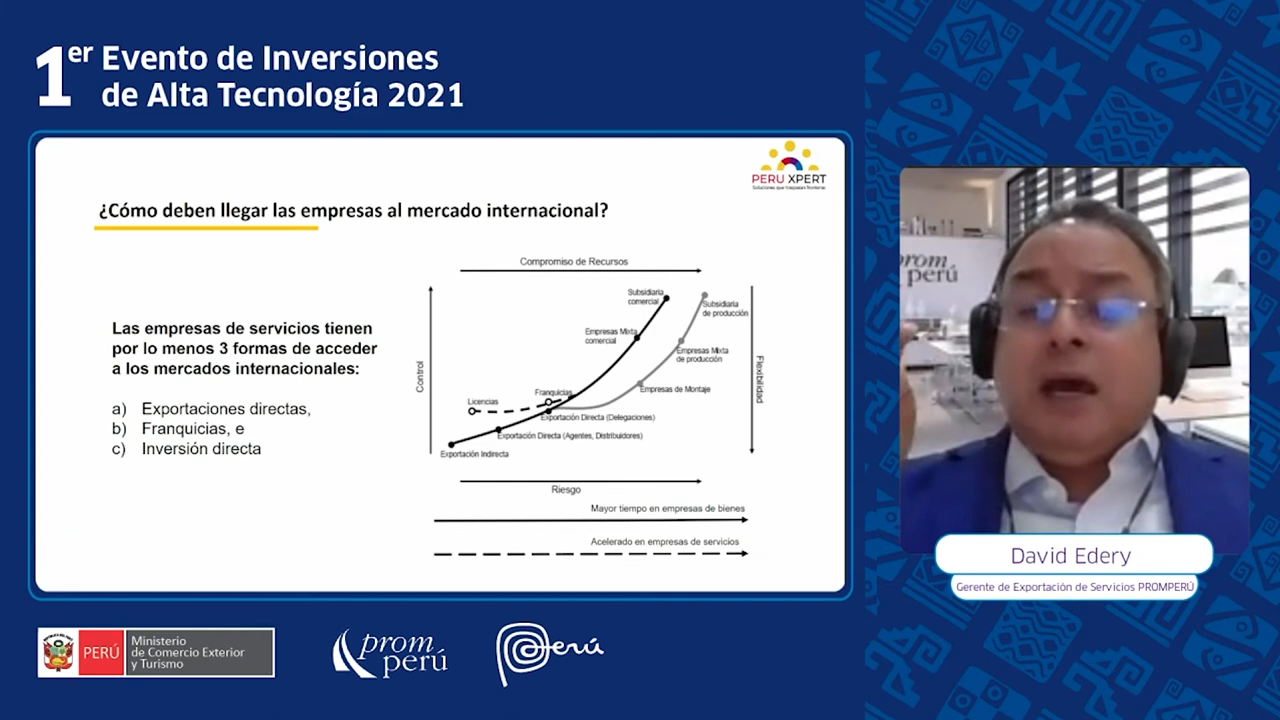 1er Evento de Inversiones
de Alta Tecnología 2021
PERU XPERT
Soluciones que traspasan fronteras
¿Cómo deben llegar las empresas al mercado internacional?
Las empresas de servicios tienen
por lo menos 3 formas de acceder
a los mercados internacionales:
a) Exportaciones directas,
b) Franquicias, e
c) Inversión directa
Compromiso de Recursos
Control
Flexibilidad
Subsidiaria
comercial
Subsidiaria
de producción
Empresas Mixta
comercial
Empresas Mixta
de producción
Empresas de Montaje
Franquicias
Licencias
Exportación Directa (Delegaciones)
Exportación Directa (Agentes, Distribuidores)
Exportación Indirecta
Riesgo
Mayor tiempo en empresas de bienes
Acelerado en empresas de servicios
prom
perú
David Edery
Gerente de Exportación de Servicios PROMPERÚ
PERÚ
Ministerio
de Comercio Exterior
y Turismo
prom
perú
Perú